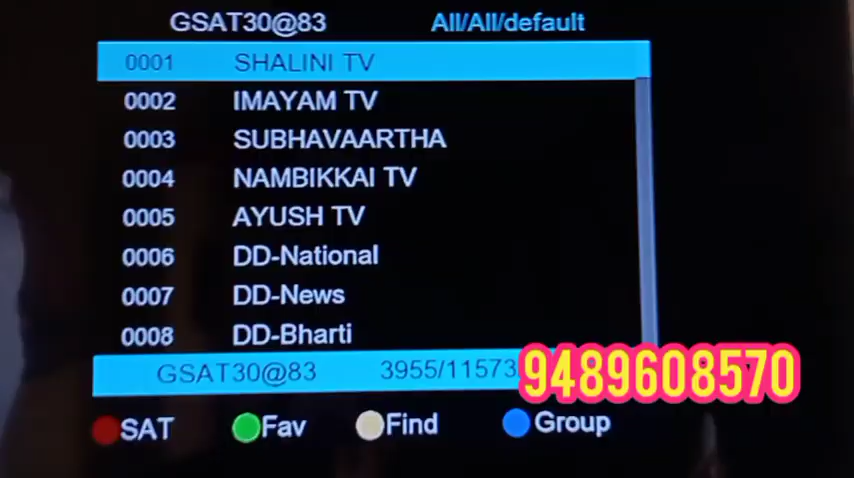 GSAT30@83 All/All/default
0001 SHALINI TV
0002 IMAYAM TV
0003 SUBHAVAARTHA
0004 NAMBIKKAI TV
0005 AYUSH TV
0006 DD-National
0007 DD-News
0008 DD-Bharti
GSAT30@83 3955/11573
9489608570
SAT Fav Find Group